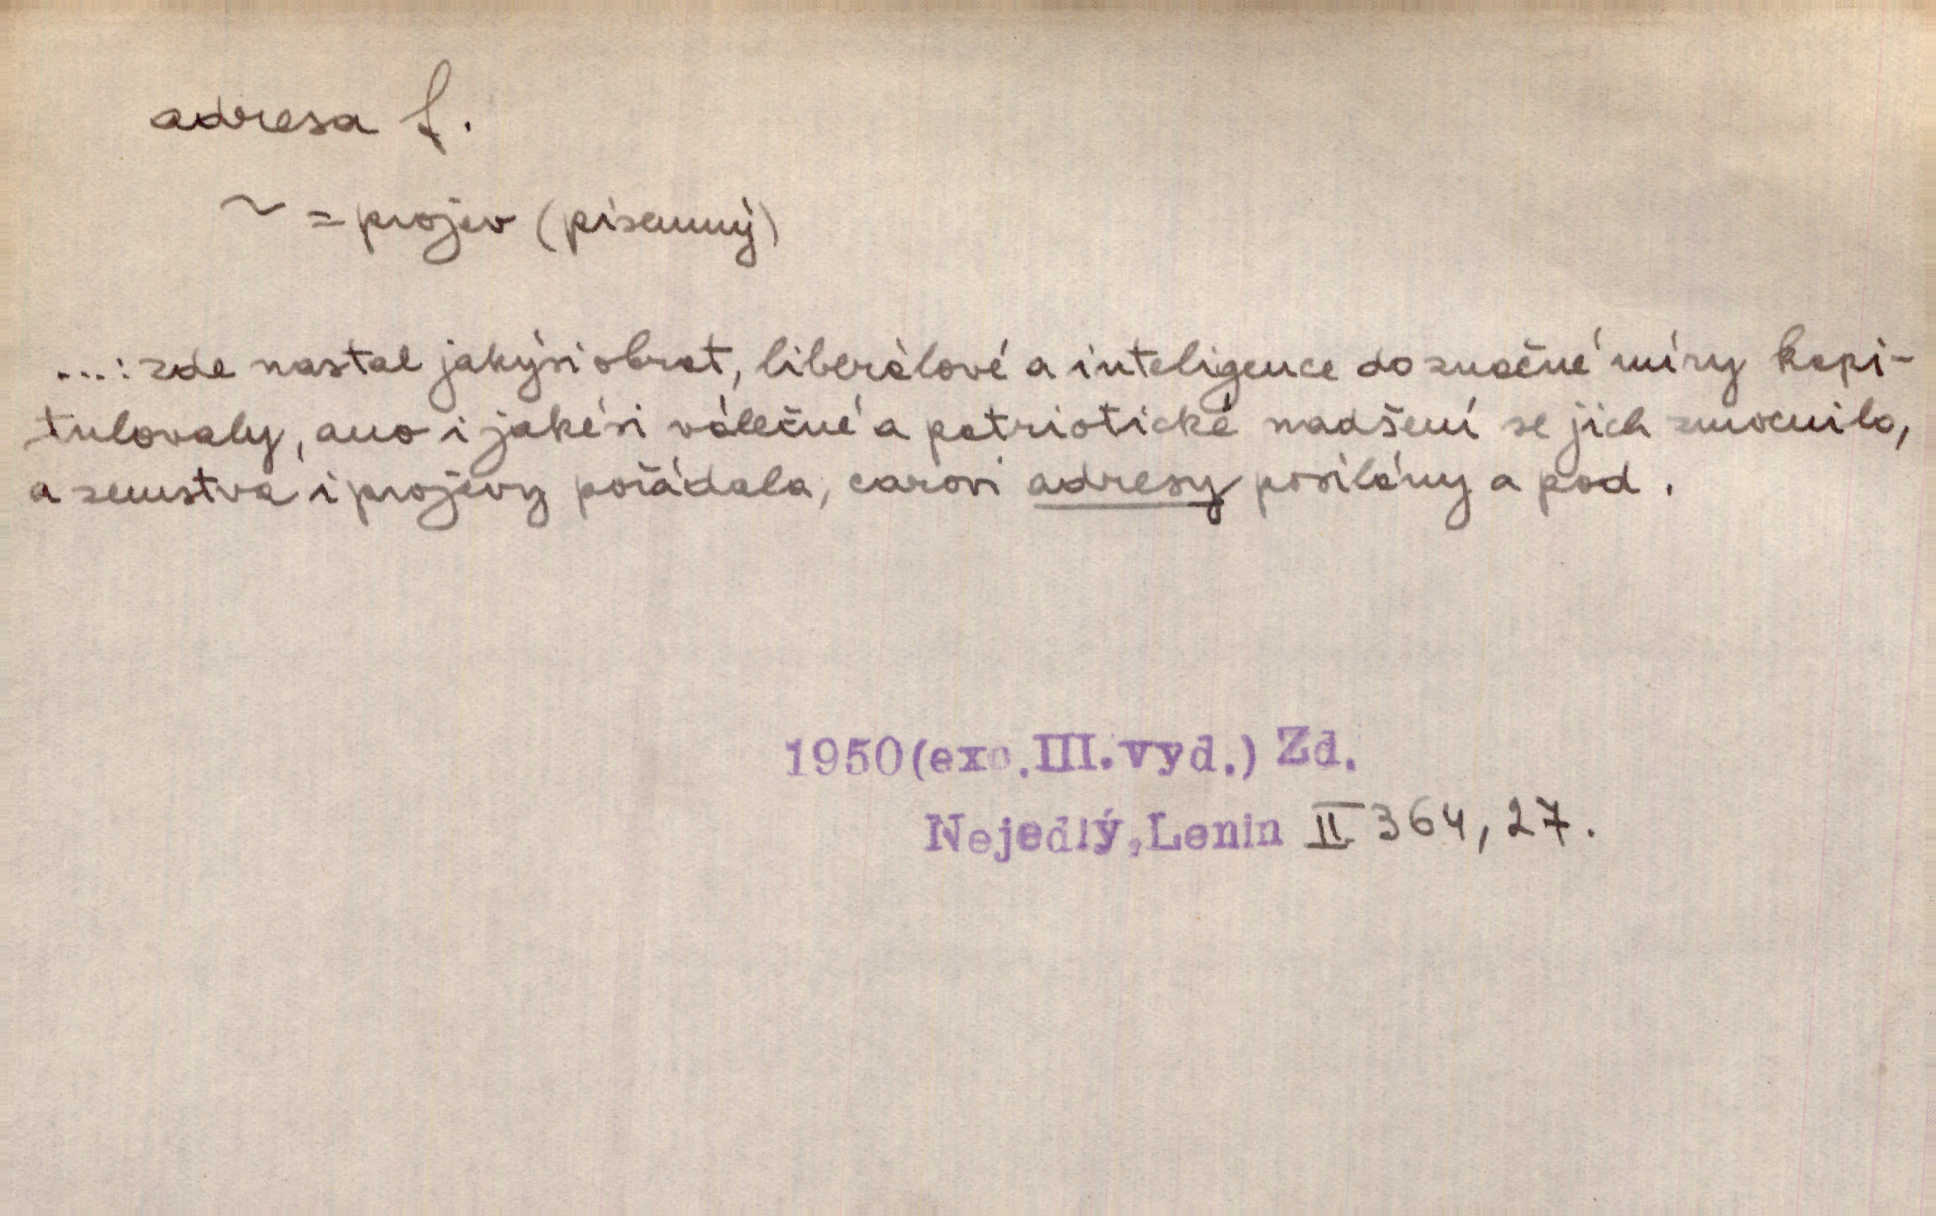 adresa f.
~ = projev (písemný)
...: zde nastal jakýsi obrat, liberálové a inteligence do značné míry kapi-
tulovaly, ano i jakési válečné a patriotické nadšení se jich zmocnilo,
a zemstva i projevy pořádala, carovi adresy posílány a pod.
1950(exc.III.vyd.) Zd.
Nejedlý,Lenin II 364, 27.